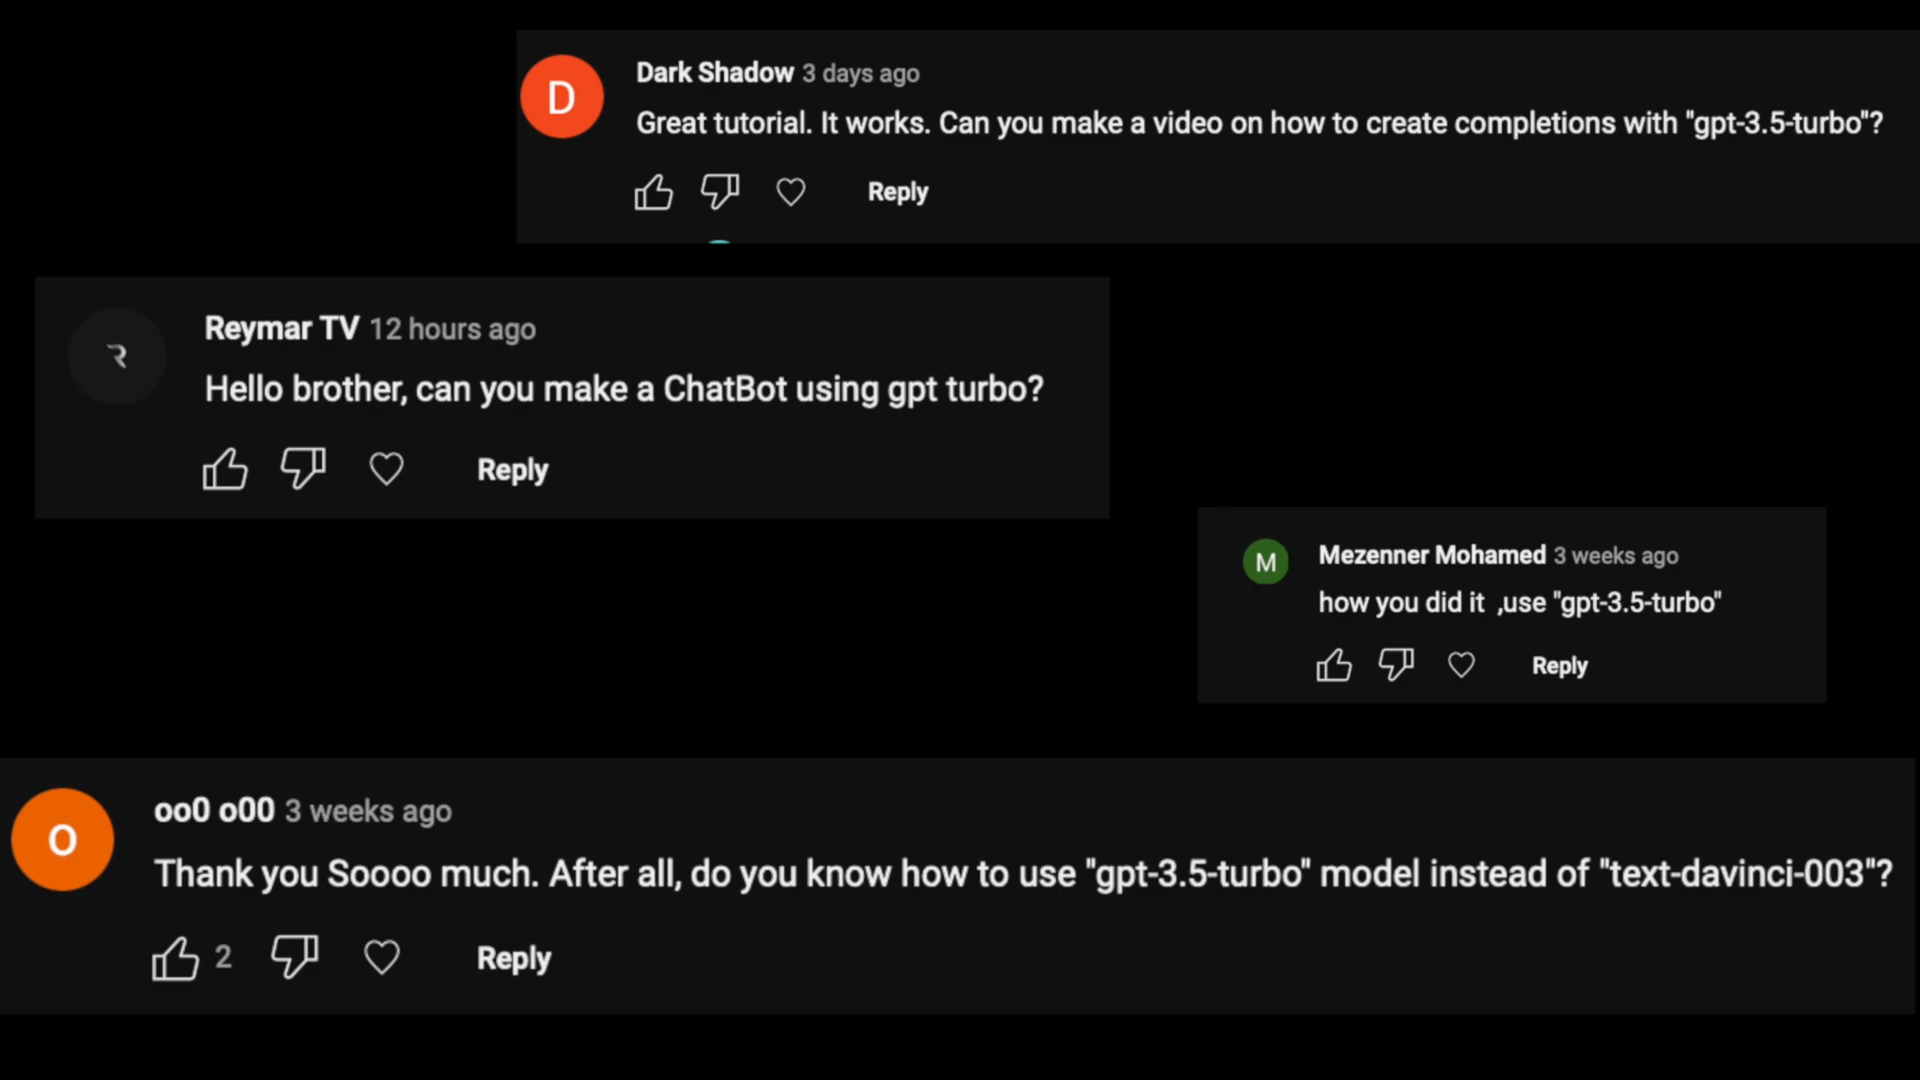 D
Dark Shadow 3 days ago
Great tutorial. It works. Can you make a video on how to create completions with "gpt-3.5-turbo"?
Reply
Reymar TV 12 hours ago
Hello brother, can you make a ChatBot using gpt turbo?
Reply
M
Mezenner Mohamed 3 weeks ago
how you did it ,use "gpt-3.5-turbo"
Reply
O
oo0 o00 3 weeks ago
Thank you Soooo much. After all, do you know how to use "gpt-3.5-turbo" model instead of "text-davinci-003"?
2 Reply